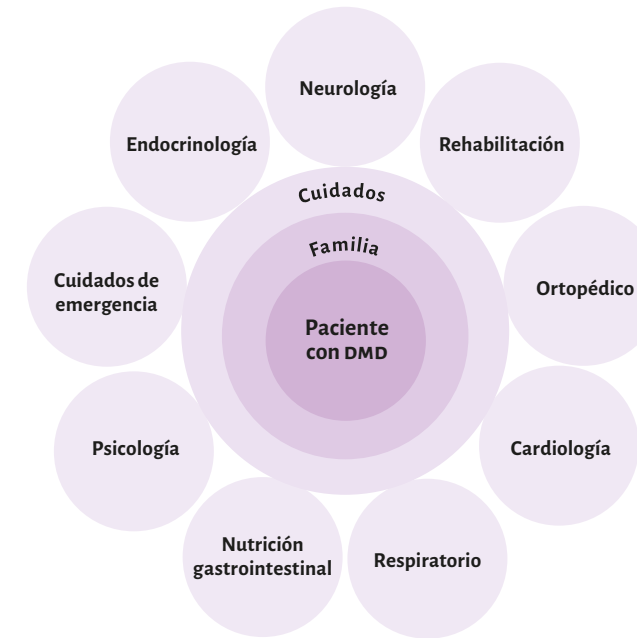 Neurología
Endocrinología
Rehabilitación
Cuidados
Familia
Cuidados de
emergencia
Paciente
con DMD
Ortopédico
Psicología
Cardiología
Nutrición
gastrointestinal
Respiratorio